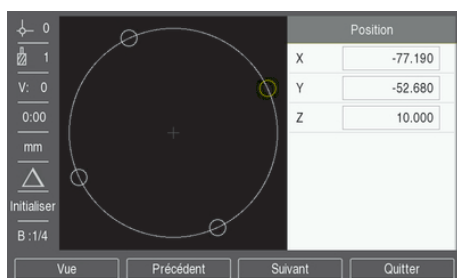 0
Position
1
X -77.190
V: 0
Y -52.680
0:00
Z 10.000
mm
Initialiser
B :1/4
Vue Précédent Suivant Quitter